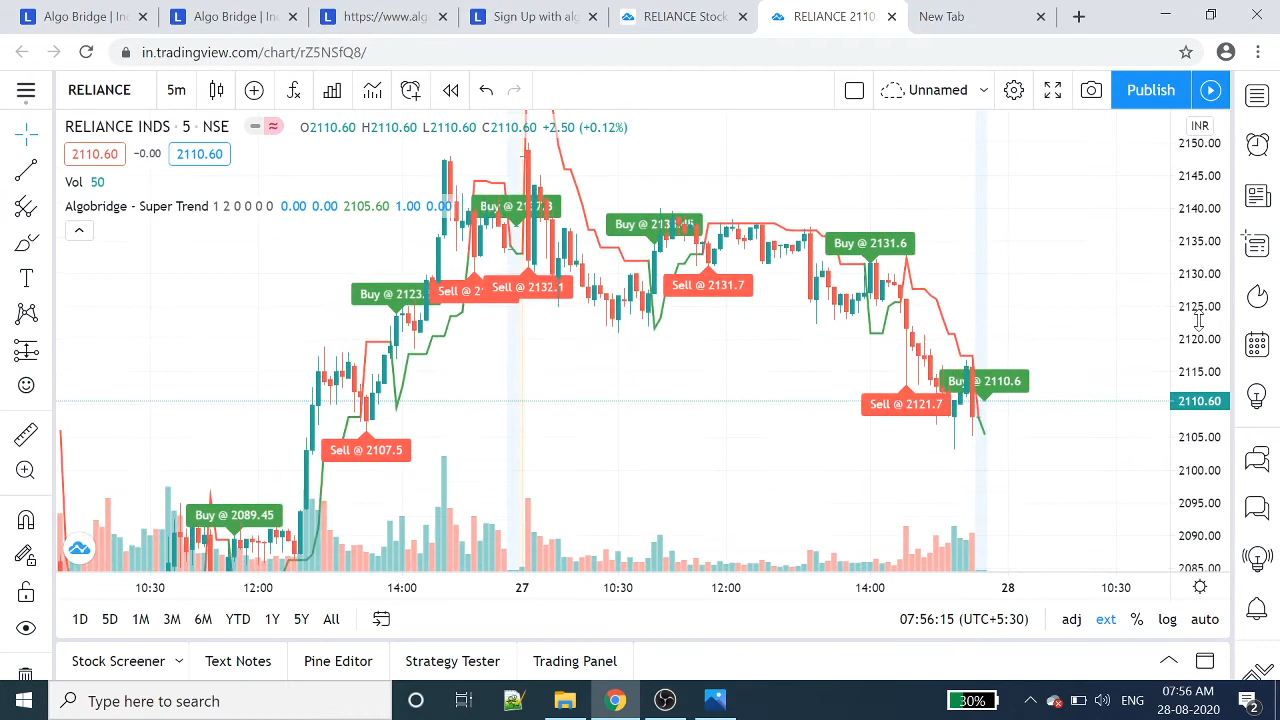 Algo Bridge | In
Algo Bridge | In
https://www.alg
Sign Up with alg
RELIANCE Stock
RELIANCE 2110.
New Tab
in.tradingview.com/chart/rZ5NSfQ8/
RELIANCE 5m Unnamed Publish
RELIANCE INDS · 5 · NSE O2110.60 H2110.60 L2110.60 C2110.60 +2.50 (+0.12%)
INR
2110.60 -0.00 2110.60
Vol 50
Algobridge - Super Trend 1 2 0 0 0 0 0 0.00 0.00 2105.60 1.00 0.00
2150.00
2145.00
2140.00
2135.00
2130.00
2125.00
2120.00
2115.00
2110.60
2105.00
2100.00
2095.00
2090.00
2085.00
Buy @ 2089.45
Sell @ 2107.5
Buy @ 2123.
Sell @
Sell @ 2132.1
Sell @ 2131.7
Buy @ 2131.6
Sell @ 2121.7
Buy @ 2110.6
10:30 12:00 14:00 27 10:30 12:00 14:00 28 10:30
1D 5D 1M 3M 6M YTD 1Y 5Y All 07:56:15 (UTC+5:30) adj ext % log auto
Stock Screener Text Notes Pine Editor Strategy Tester Trading Panel
Type here to search
30%
ENG
07:56 AM
28-08-2020
2